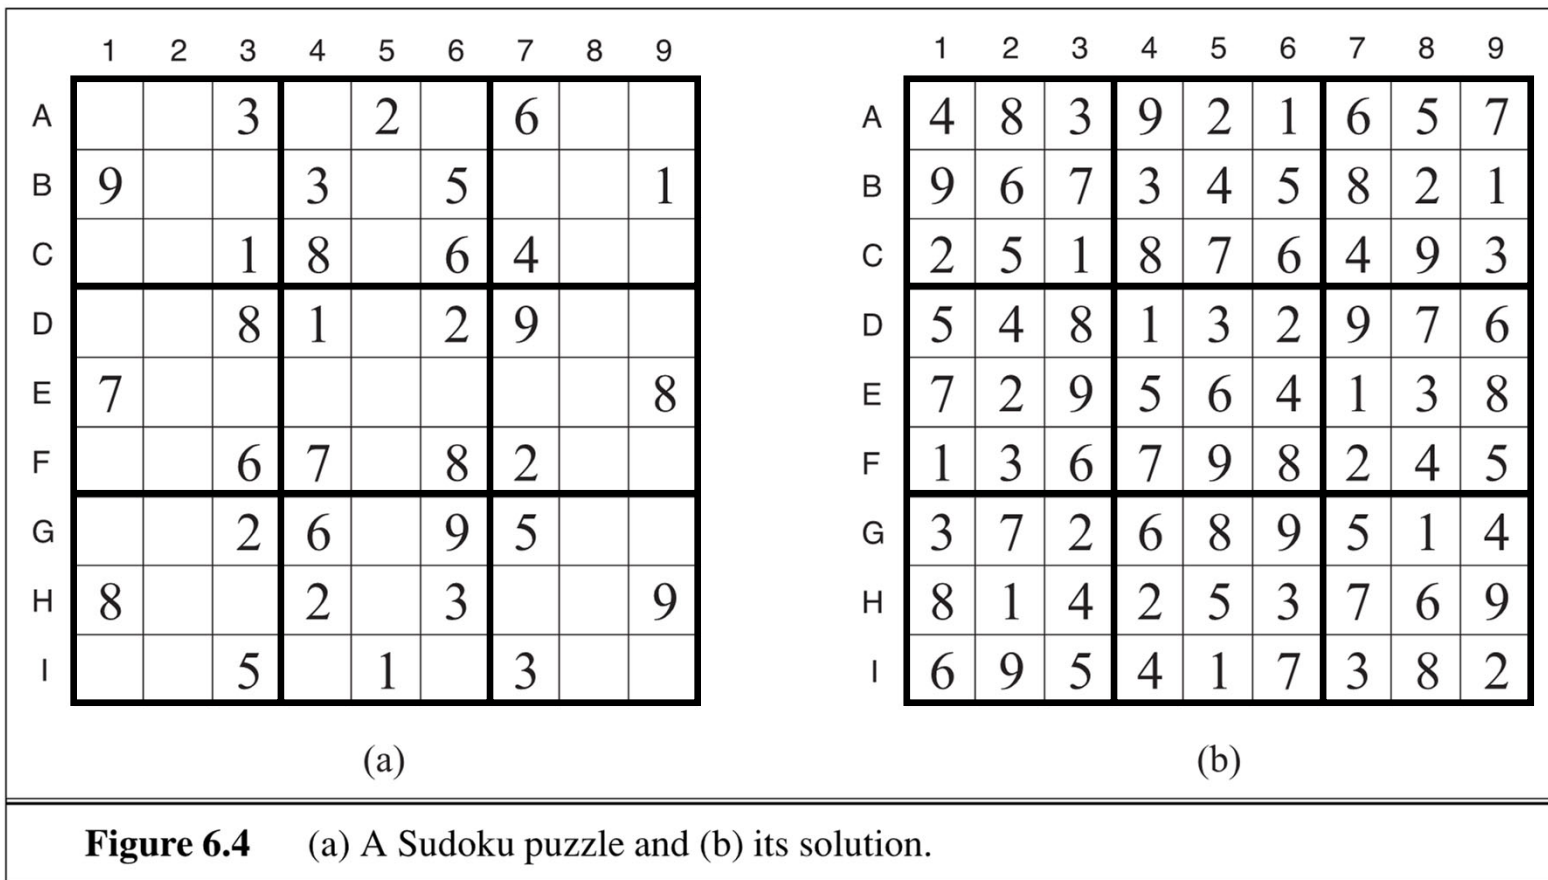 1 2 3 4 5 6 7 8 9
A 3 2 6
B 9 3 5 1
C 1 8 6 4
D 8 1 2 9
E 7 8
F 6 7 8 2
G 2 6 9 5
H 8 2 3 9
I 5 1 3
(a)
1 2 3 4 5 6 7 8 9
A 4 8 3 9 2 1 6 5 7
B 9 6 7 3 4 5 8 2 1
C 2 5 1 8 7 6 4 9 3
D 5 4 8 1 3 2 9 7 6
E 7 2 9 5 6 4 1 3 8
F 1 3 6 7 9 8 2 4 5
G 3 7 2 6 8 9 5 1 4
H 8 1 4 2 5 3 7 6 9
I 6 9 5 4 1 7 3 8 2
(b)
Figure 6.4 (a) A Sudoku puzzle and (b) its solution.